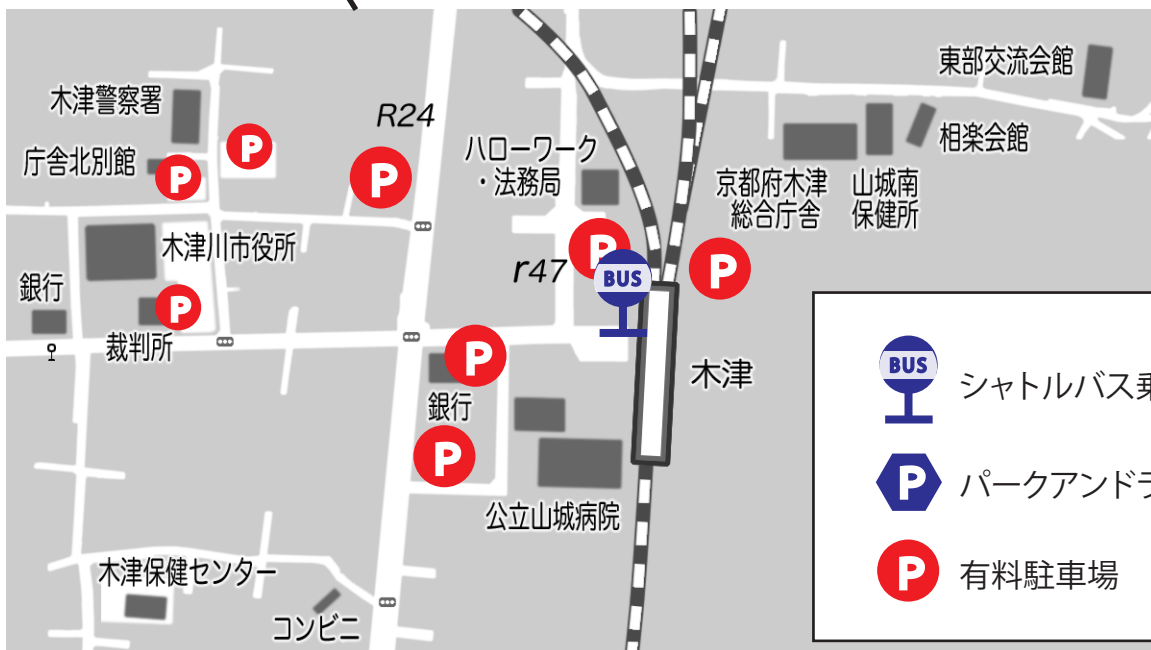 東部交流会館
木津警察署
R24
庁舎北別館
P
P
P
ハローワーク
・法務局
相楽会館
京都府木津
総合庁舎
山城南
保健所
木津川市役所
P
r47
BUS
P
銀行
P
裁判所
P
銀行
木津
P
公立山城病院
木津保健センター
コンビニ
BUS
シャトルバス乗
P
パークアンドラ
P
有料駐車場